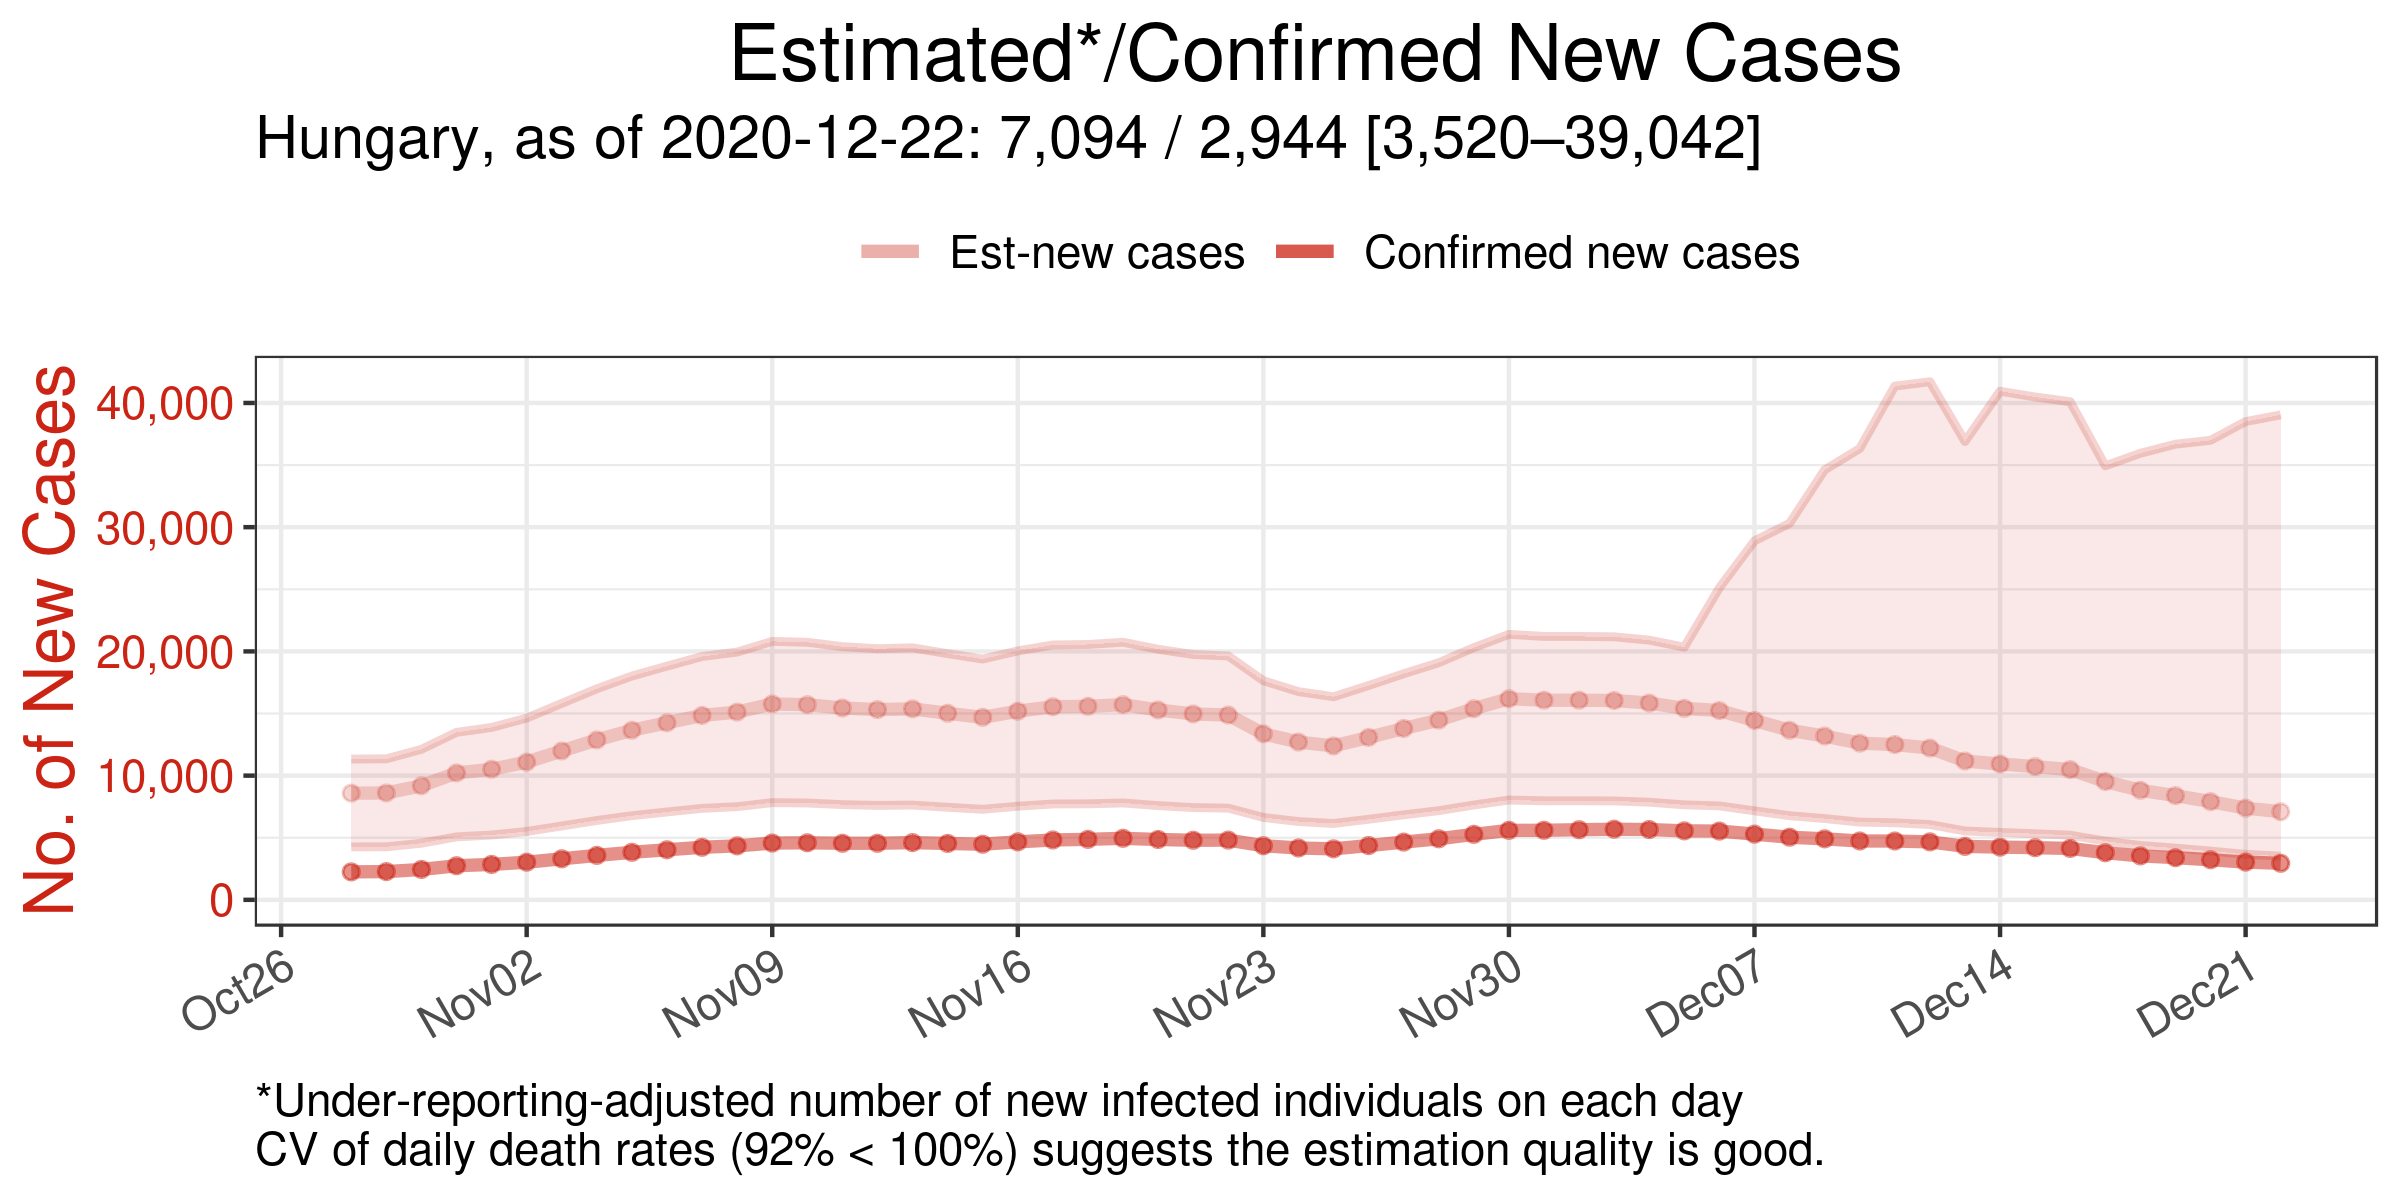 Estimated*/Confirmed New Cases
Hungary, as of 2020-12-22: 7,094 / 2,944 [3,520–39,042]
Est-new cases
Confirmed new cases
No. of New Cases
40,000
30,000
20,000
10,000
0
Oct26
Nov02
Nov09
Nov16
Nov23
Nov30
Dec07
Dec14
Dec21
*Under-reporting-adjusted number of new infected individuals on each day
CV of daily death rates (92% < 100%) suggests the estimation quality is good.